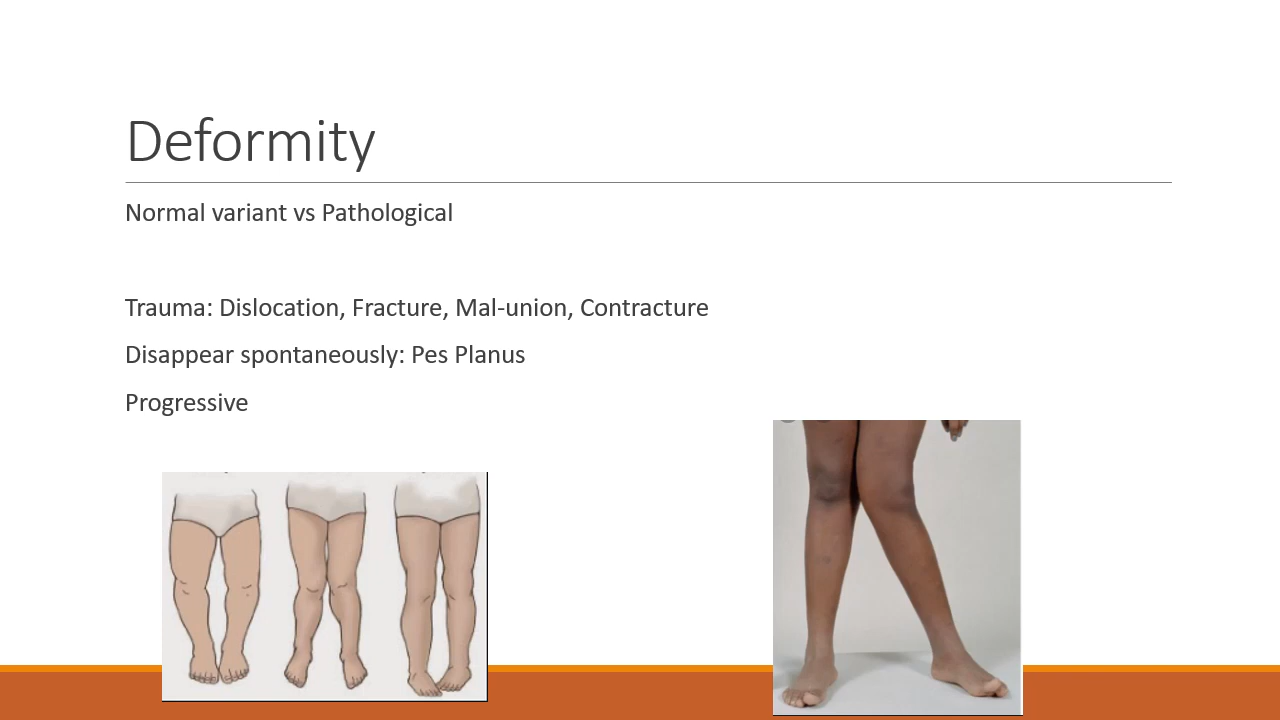 Deformity
Normal variant vs Pathological
Trauma: Dislocation, Fracture, Mal-union, Contracture
Disappear spontaneously: Pes Planus
Progressive